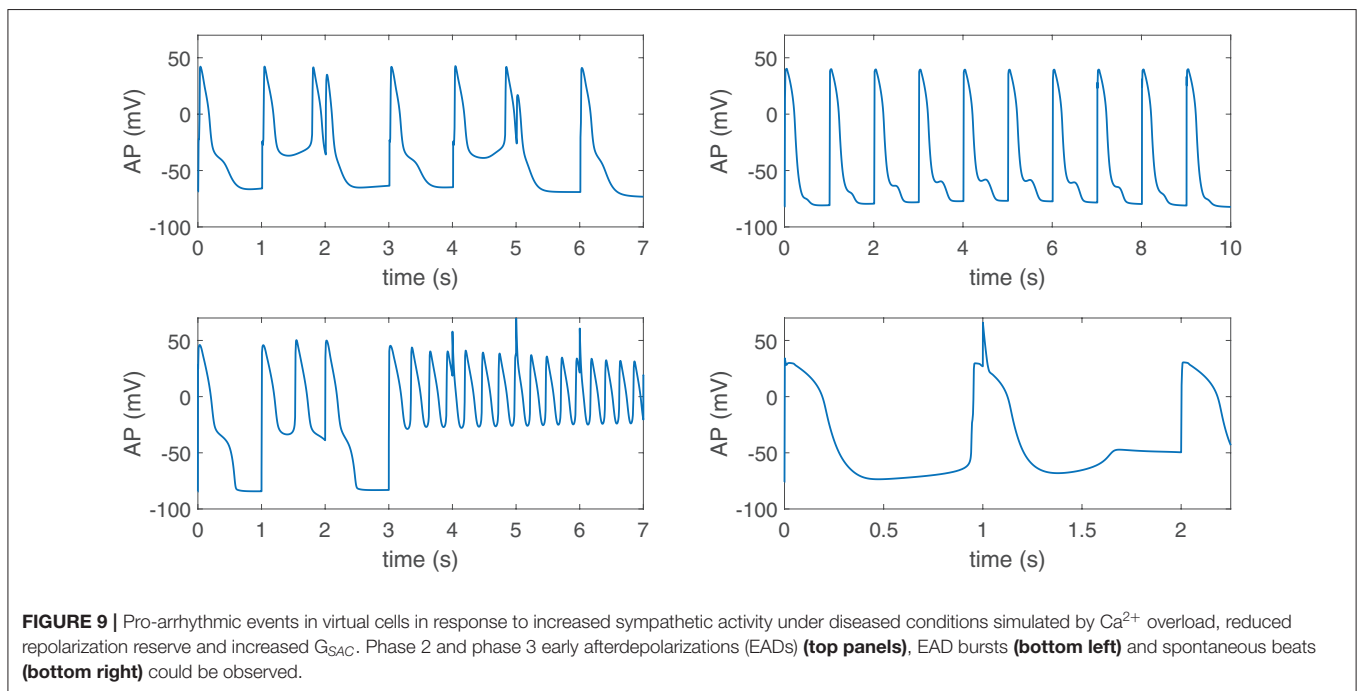 50
0
-50
-100
AP (mV)
0 1 2 3 4 5 6 7
time (s)
50
0
-50
-100
AP (mV)
0 2 4 6 8 10
time (s)
50
0
-50
-100
AP (mV)
0 1 2 3 4 5 6 7
time (s)
50
0
-50
-100
AP (mV)
0 0.5 1 1.5 2
time (s)
FIGURE 9 | Pro-arrhythmic events in virtual cells in response to increased sympathetic activity under diseased conditions simulated by Ca2+ overload, reduced
repolarization reserve and increased GSAC. Phase 2 and phase 3 early afterdepolarizations (EADs) (top panels), EAD bursts (bottom left) and spontaneous beats
(bottom right) could be observed.